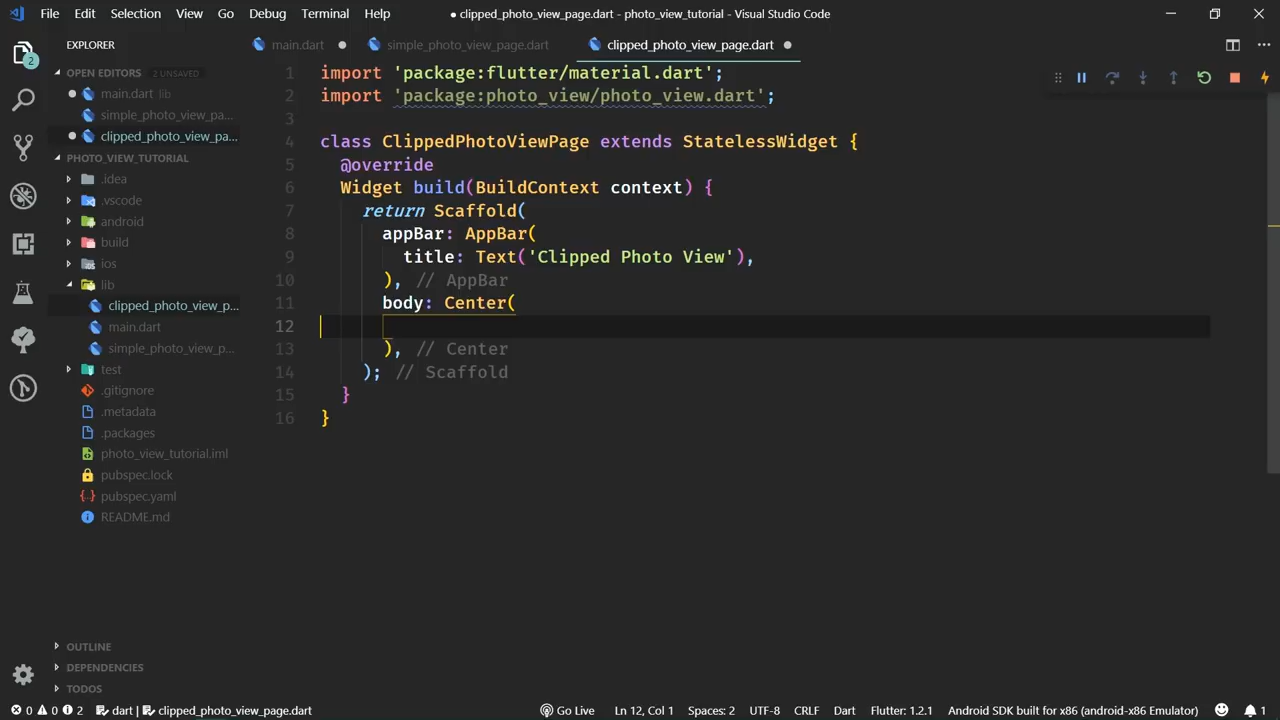 File Edit Selection View Go Debug Terminal Help
● clipped_photo_view_page.dart - photo_view_tutorial - Visual Studio Code
2
EXPLORER
OPEN EDITORS 2 UNSAVED
main.dart lib
simple_photo_view_pa...
clipped_photo_view_pa...
PHOTO_VIEW_TUTORIAL
.idea
.vscode
android
build
ios
lib
clipped_photo_view_p...
main.dart
simple_photo_view_p...
test
.gitignore
.metadata
.packages
photo_view_tutorial.iml
pubspec.lock
pubspec.yaml
README.md
OUTLINE
DEPENDENCIES
TODOS
main.dart
simple_photo_view_page.dart
clipped_photo_view_page.dart
1 import 'package:flutter/material.dart';
2 import 'package:photo_view/photo_view.dart';
3
4 class ClippedPhotoViewPage extends StatelessWidget {
5 @override
6 Widget build(BuildContext context) {
7 return Scaffold(
8 appBar: AppBar(
9 title: Text('Clipped Photo View'),
10 ), // AppBar
11 body: Center(
12
13 ), // Center
14 ); // Scaffold
15 }
16 }
0 0 2 dart | clipped_photo_view_page.dart Go Live Ln 12, Col 1 Spaces: 2 UTF-8 CRLF Dart Flutter: 1.2.1 Android SDK built for x86 (android-x86 Emulator) 1